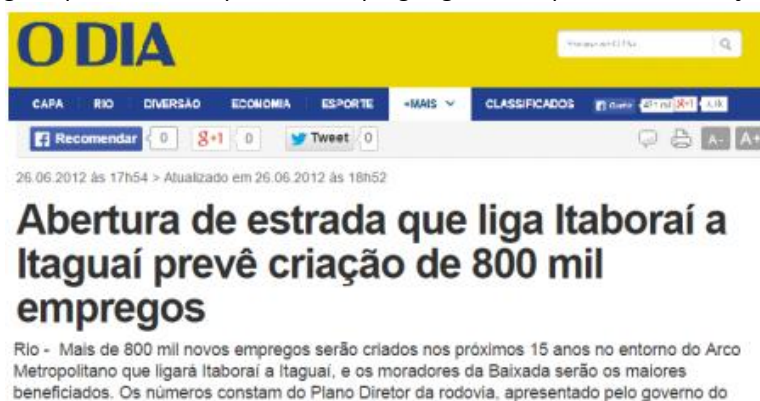 O DIA
CAPA RIO DIVERSÃO ECONOMIA ESPORTE +MAIS CLASSIFICADOS
Recomendar 0 g+1 0 Tweet 0 A- A+
26.06.2012 às 17h54 > Atualizado em 26.06.2012 às 18h52
Abertura de estrada que liga Itaboraí a
Itaguaí prevê criação de 800 mil
empregos
Rio - Mais de 800 mil novos empregos serão criados nos próximos 15 anos no entorno do Arco
Metropolitano que ligará Itaboraí a Itaguaí, e os moradores da Baixada serão os maiores
beneficiados. Os números constam do Plano Diretor da rodovia, apresentado pelo governo do